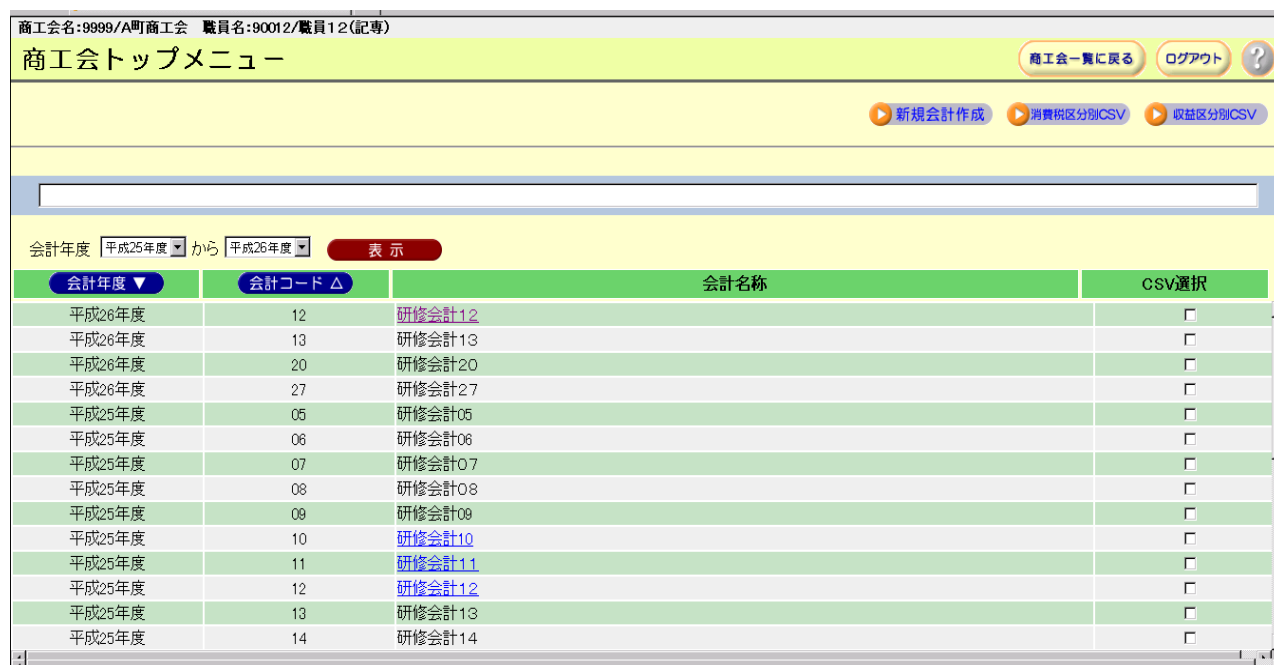 商工会名:9999/A町商工会 職員名:90012/職員12(記専)
商工会トップメニュー 商工会一覧に戻る ログアウト ?
新規会計作成 消費税区分別CSV 収益区分別CSV
会計年度 平成25年度 から 平成26年度 表 示
会計年度 ▼ 会計コード △ 会計名称 CSV選択
平成26年度 12 研修会計12
平成26年度 13 研修会計13
平成26年度 20 研修会計20
平成26年度 27 研修会計27
平成25年度 05 研修会計05
平成25年度 06 研修会計06
平成25年度 07 研修会計07
平成25年度 08 研修会計08
平成25年度 09 研修会計09
平成25年度 10 研修会計10
平成25年度 11 研修会計11
平成25年度 12 研修会計12
平成25年度 13 研修会計13
平成25年度 14 研修会計14